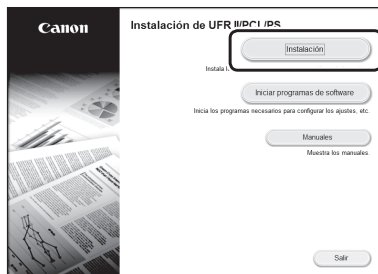 Canon
Instalación de UFR II/PCL/PS
Instalación
Instala l
Iniciar programas de software
Inicia los programas necesarios para configurar los ajustes, etc.
Manuales
Muestra los manuales.
Salir